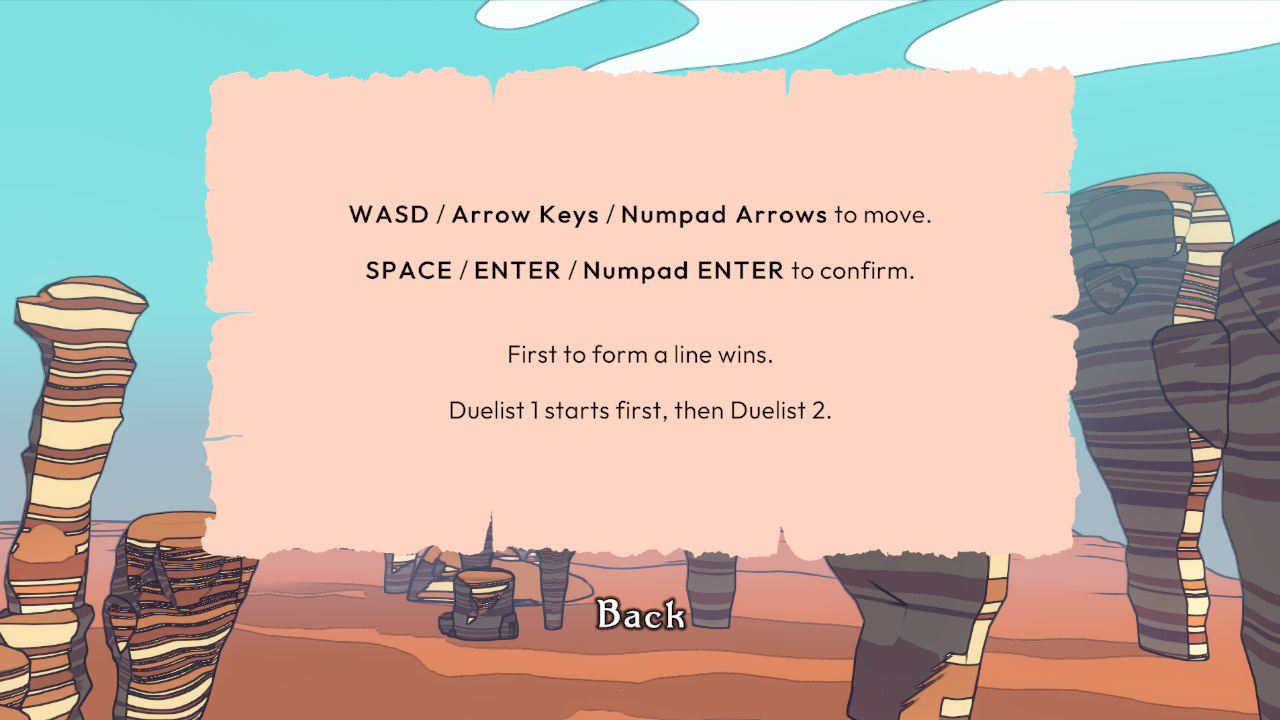 WASD / Arrow Keys / Numpad Arrows to move.
SPACE / ENTER / Numpad ENTER to confirm.
First to form a line wins.
Duelist 1 starts first, then Duelist 2.
Back